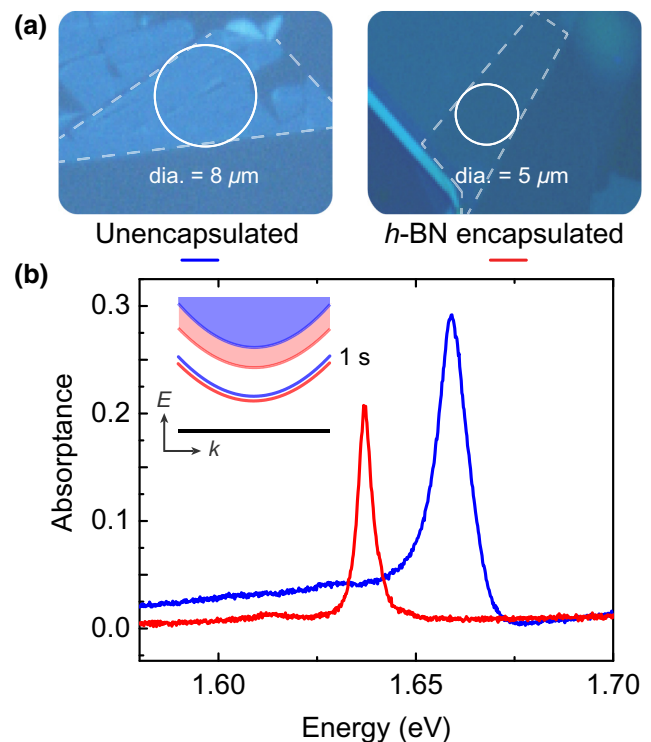 (a)
dia. = 8 μm
dia. = 5 μm
Unencapsulated
h-BN encapsulated
(b)
0.3
0.2
0.1
0.0
Absorptance
1 s
E
k
1.60
1.65
1.70
Energy (eV)